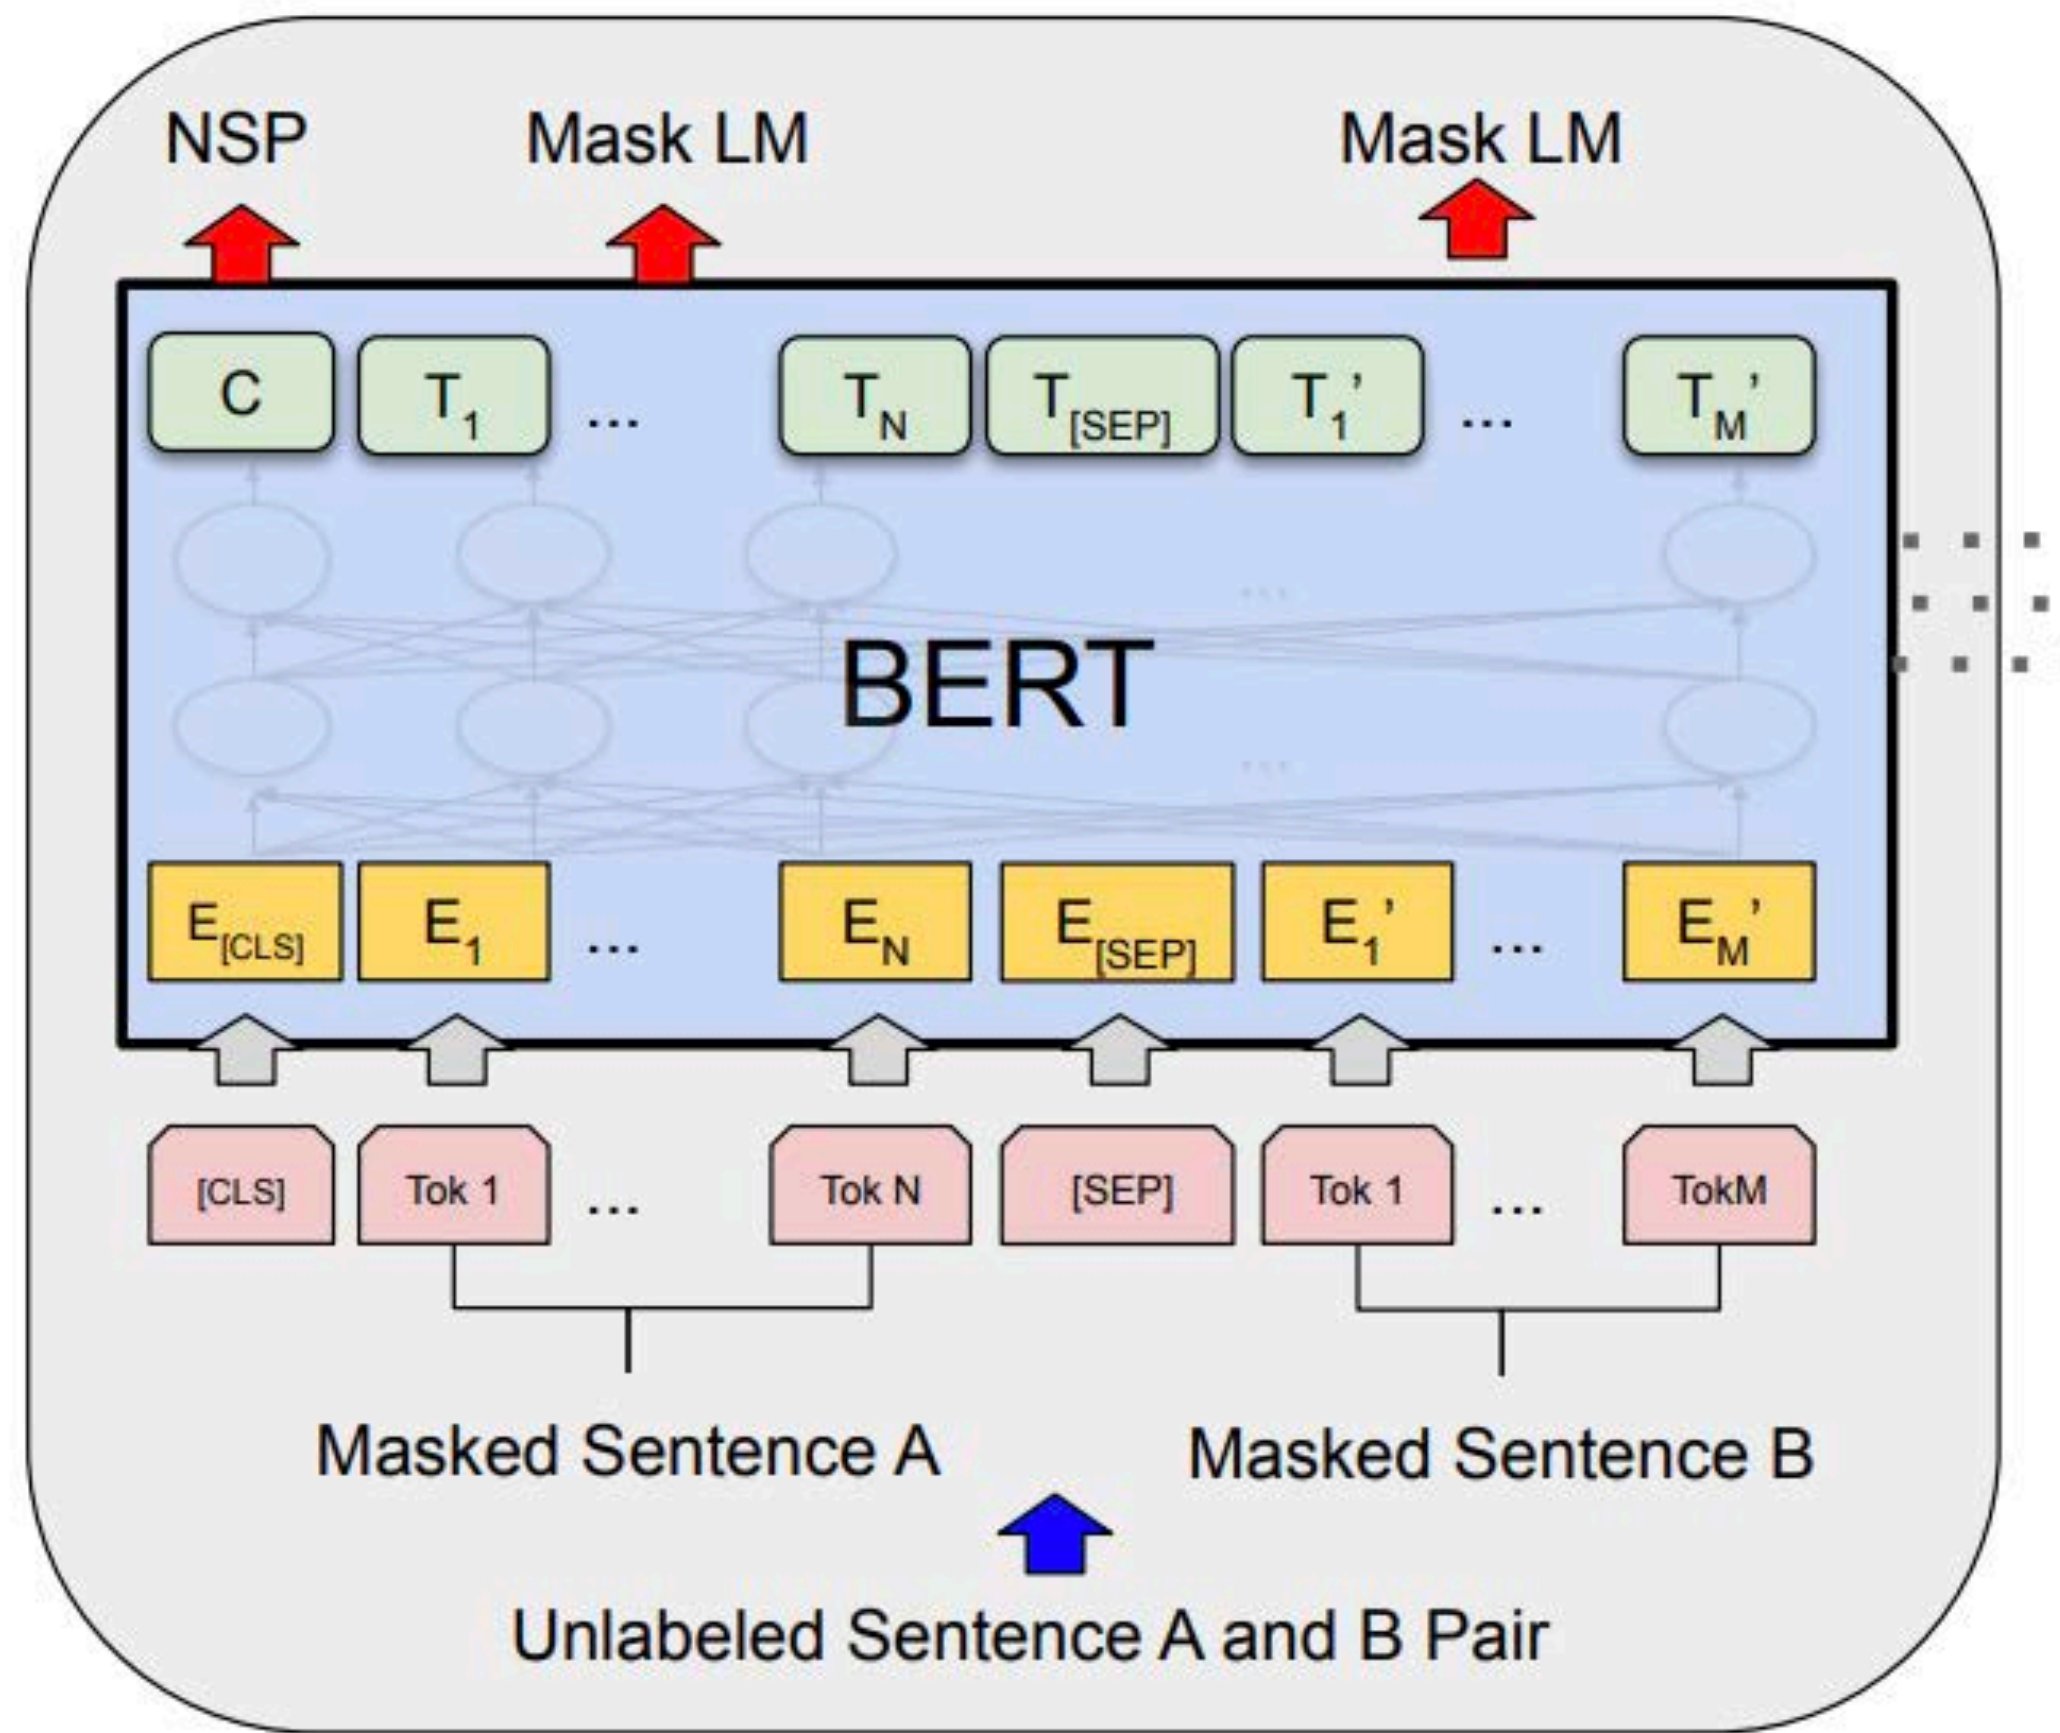 NSP Mask LM Mask LM
C T1 ... TN T[SEP] T1’ ... TM’
...
BERT
...
E[CLS] E1 ... EN E[SEP] E1’ ... EM’
[CLS] Tok 1 ... Tok N [SEP] Tok 1 ... TokM
Masked Sentence A Masked Sentence B
Unlabeled Sentence A and B Pair